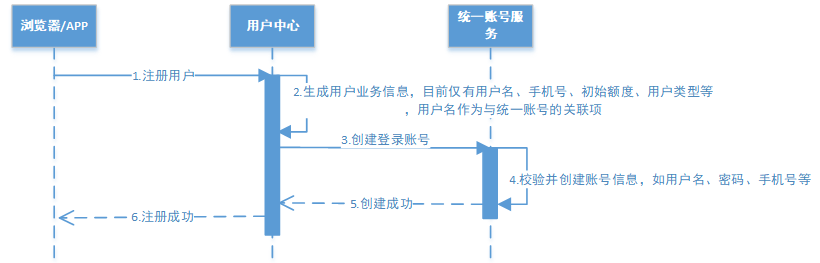 浏览器/APP
用户中心
统一账号服
务
1.注册用户
2.生成用户业务信息，目前仅有用户名、手机号、初始额度、用户类型等
，用户名作为与统一账号的关联项
3.创建登录账号
4.校验并创建账号信息，如用户名、密码、手机号等
5.创建成功
6.注册成功